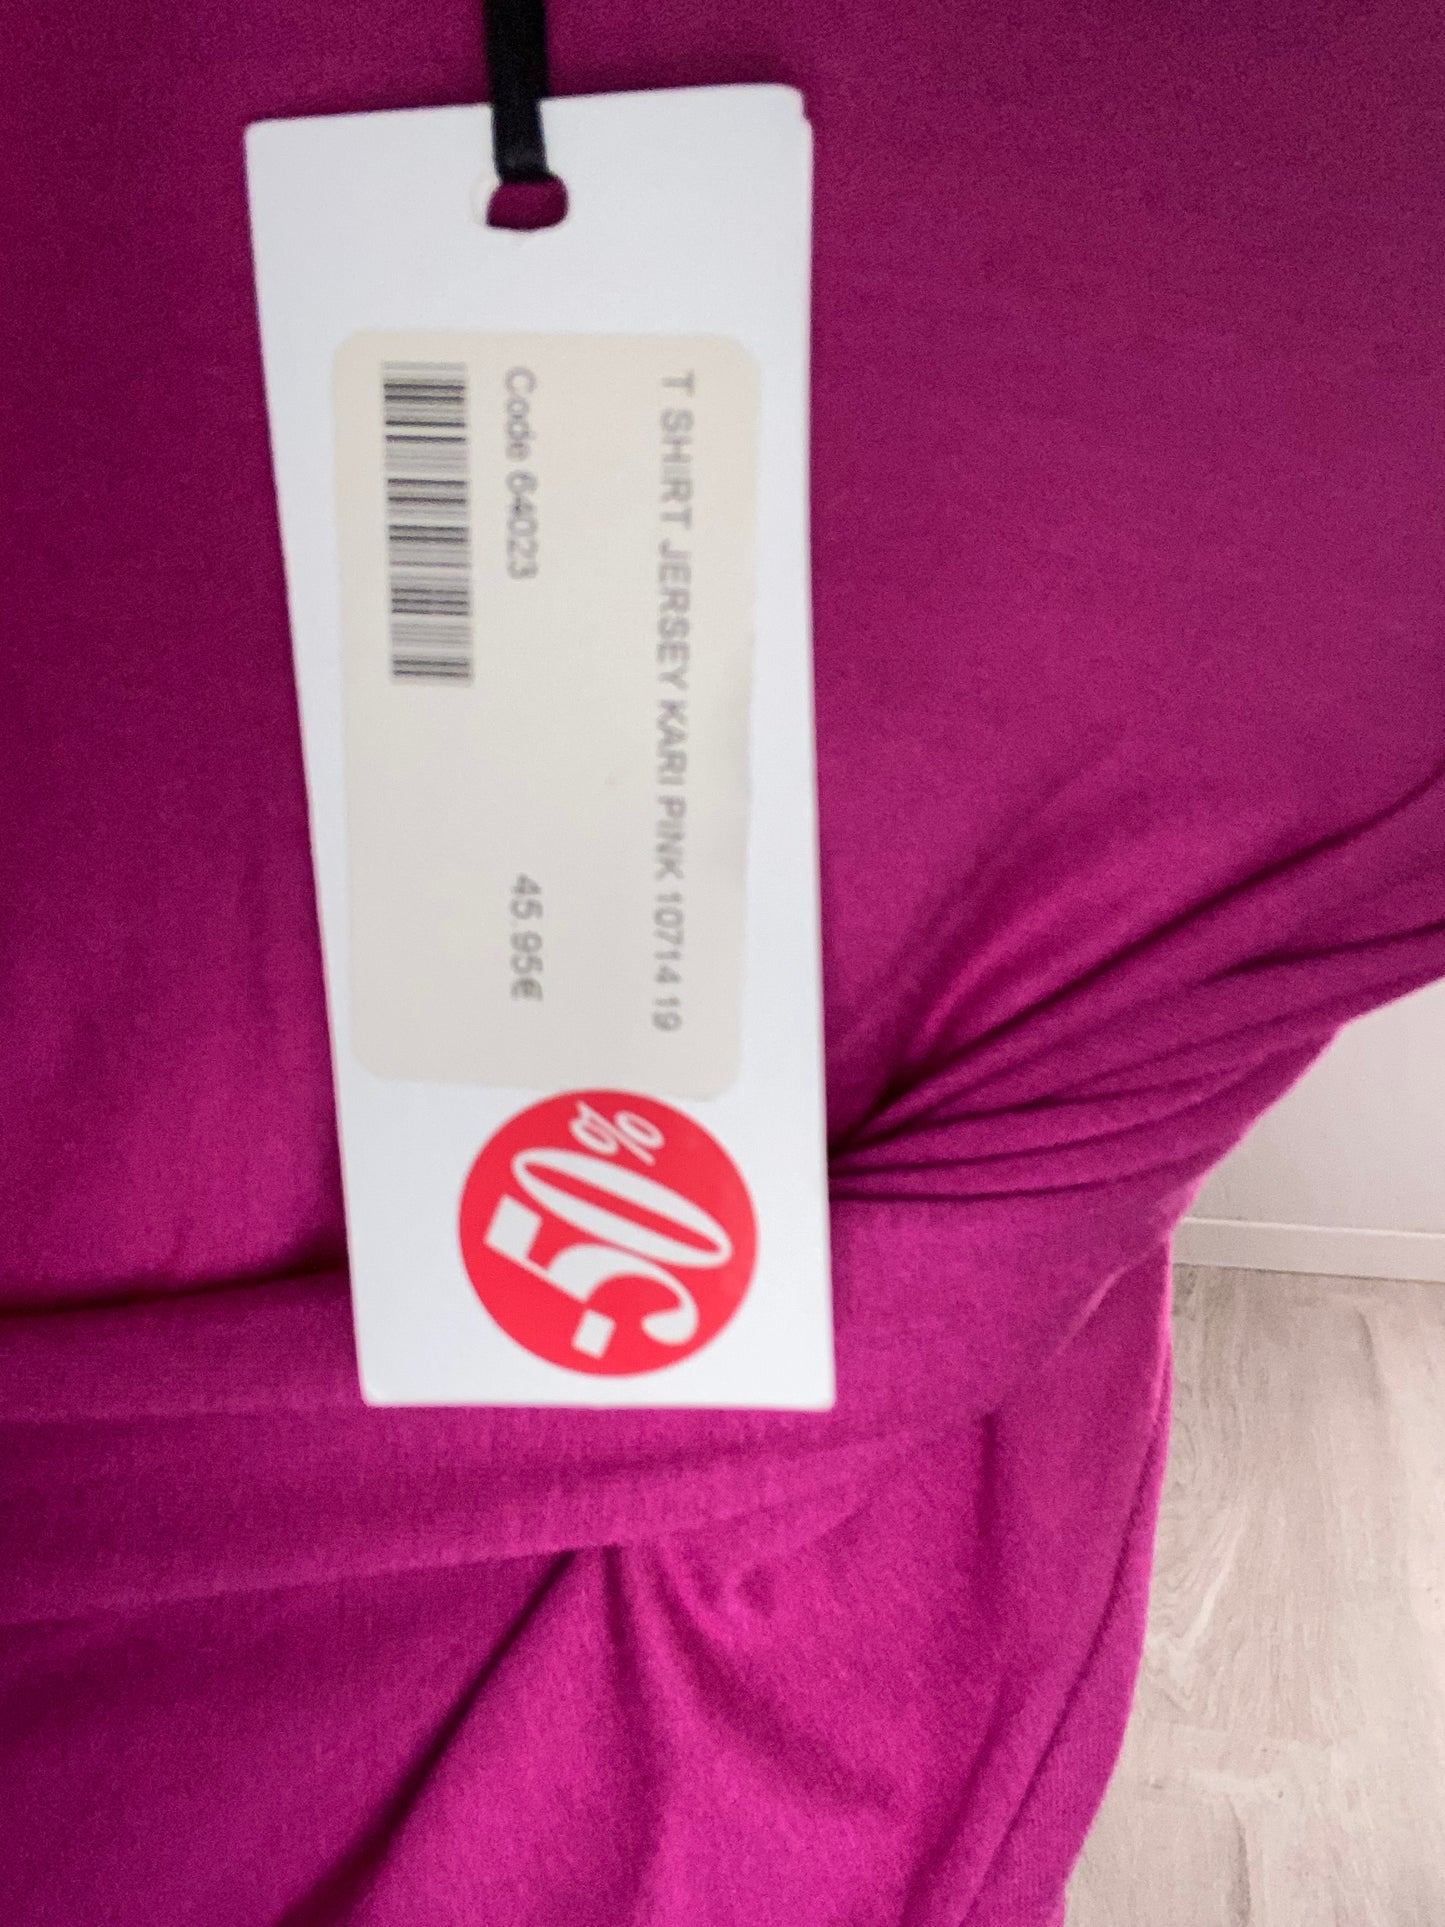 T SHIRT JERSEY KARI PINK 10714 19
Code 64023
45.95€
-50%